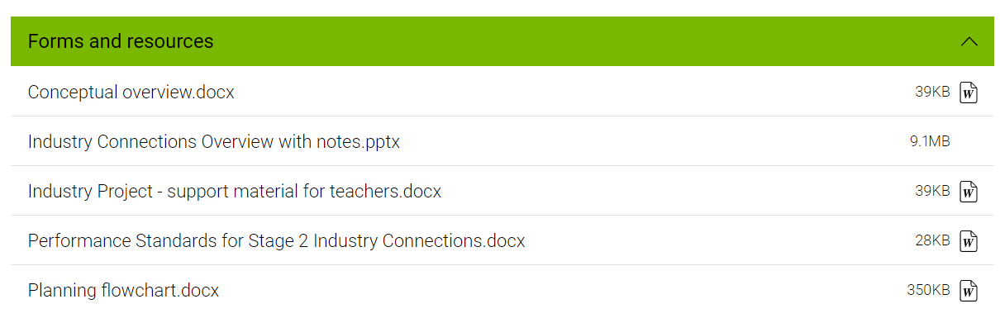 Forms and resources
Conceptual overview.docx 39KB W
Industry Connections Overview with notes.pptx 9.1MB
Industry Project - support material for teachers.docx 39KB W
Performance Standards for Stage 2 Industry Connections.docx 28KB W
Planning flowchart.docx 350KB W